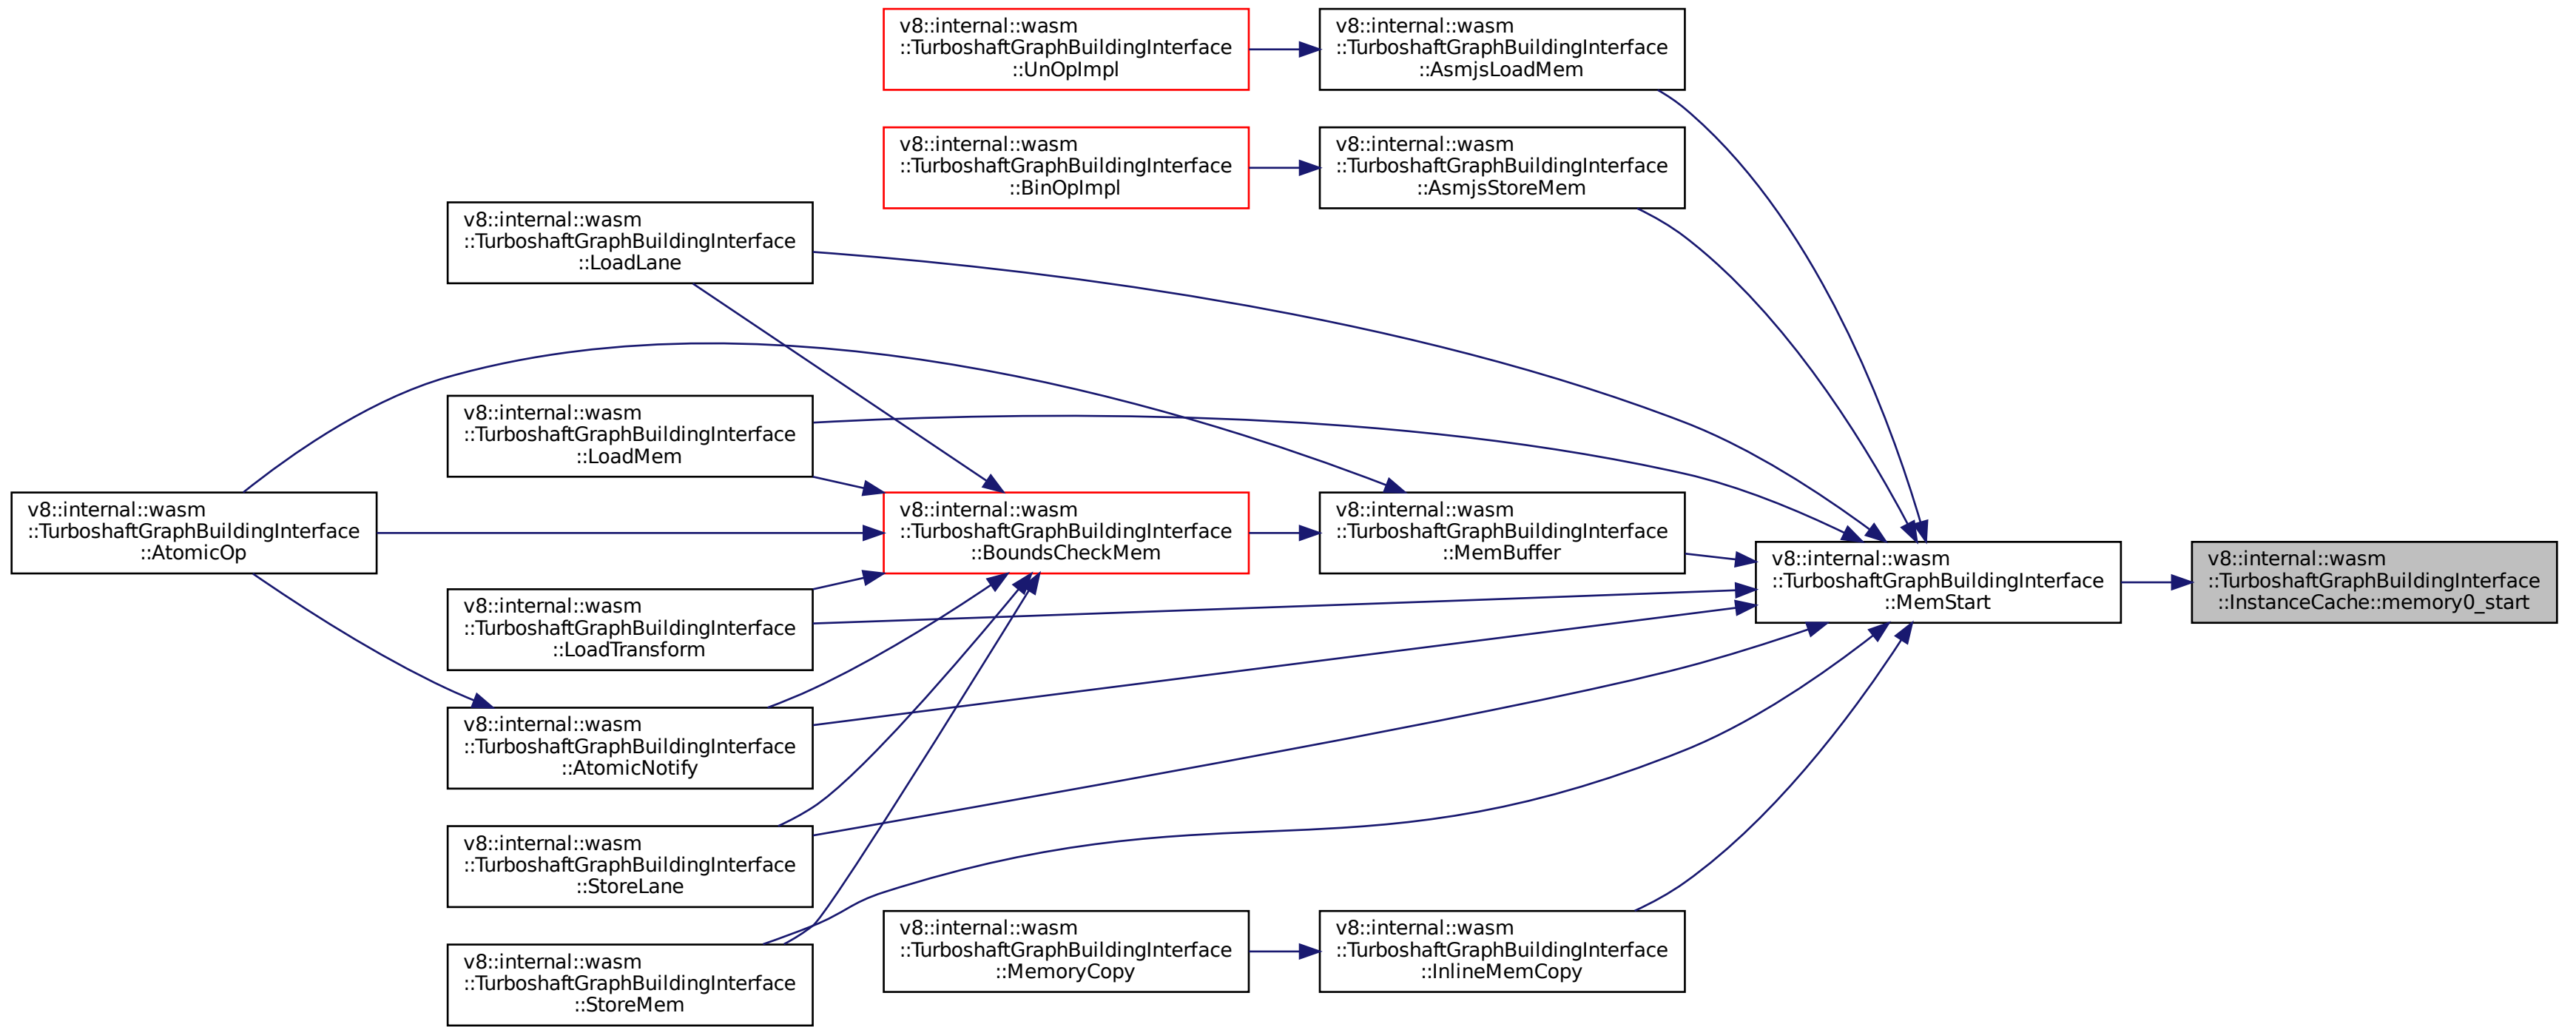 v8::internal::wasm
::TurboshaftGraphBuildingInterface
::UnOpImpl
v8::internal::wasm
::TurboshaftGraphBuildingInterface
::AsmjsLoadMem
v8::internal::wasm
::TurboshaftGraphBuildingInterface
::BinOpImpl
v8::internal::wasm
::TurboshaftGraphBuildingInterface
::AsmjsStoreMem
v8::internal::wasm
::TurboshaftGraphBuildingInterface
::LoadLane
v8::internal::wasm
::TurboshaftGraphBuildingInterface
::LoadMem
v8::internal::wasm
::TurboshaftGraphBuildingInterface
::AtomicOp
v8::internal::wasm
::TurboshaftGraphBuildingInterface
::BoundsCheckMem
v8::internal::wasm
::TurboshaftGraphBuildingInterface
::MemBuffer
v8::internal::wasm
::TurboshaftGraphBuildingInterface
::MemStart
v8::internal::wasm
::TurboshaftGraphBuildingInterface
::InstanceCache::memory0_start
v8::internal::wasm
::TurboshaftGraphBuildingInterface
::LoadTransform
v8::internal::wasm
::TurboshaftGraphBuildingInterface
::AtomicNotify
v8::internal::wasm
::TurboshaftGraphBuildingInterface
::StoreLane
v8::internal::wasm
::TurboshaftGraphBuildingInterface
::MemoryCopy
v8::internal::wasm
::TurboshaftGraphBuildingInterface
::InlineMemCopy
v8::internal::wasm
::TurboshaftGraphBuildingInterface
::StoreMem